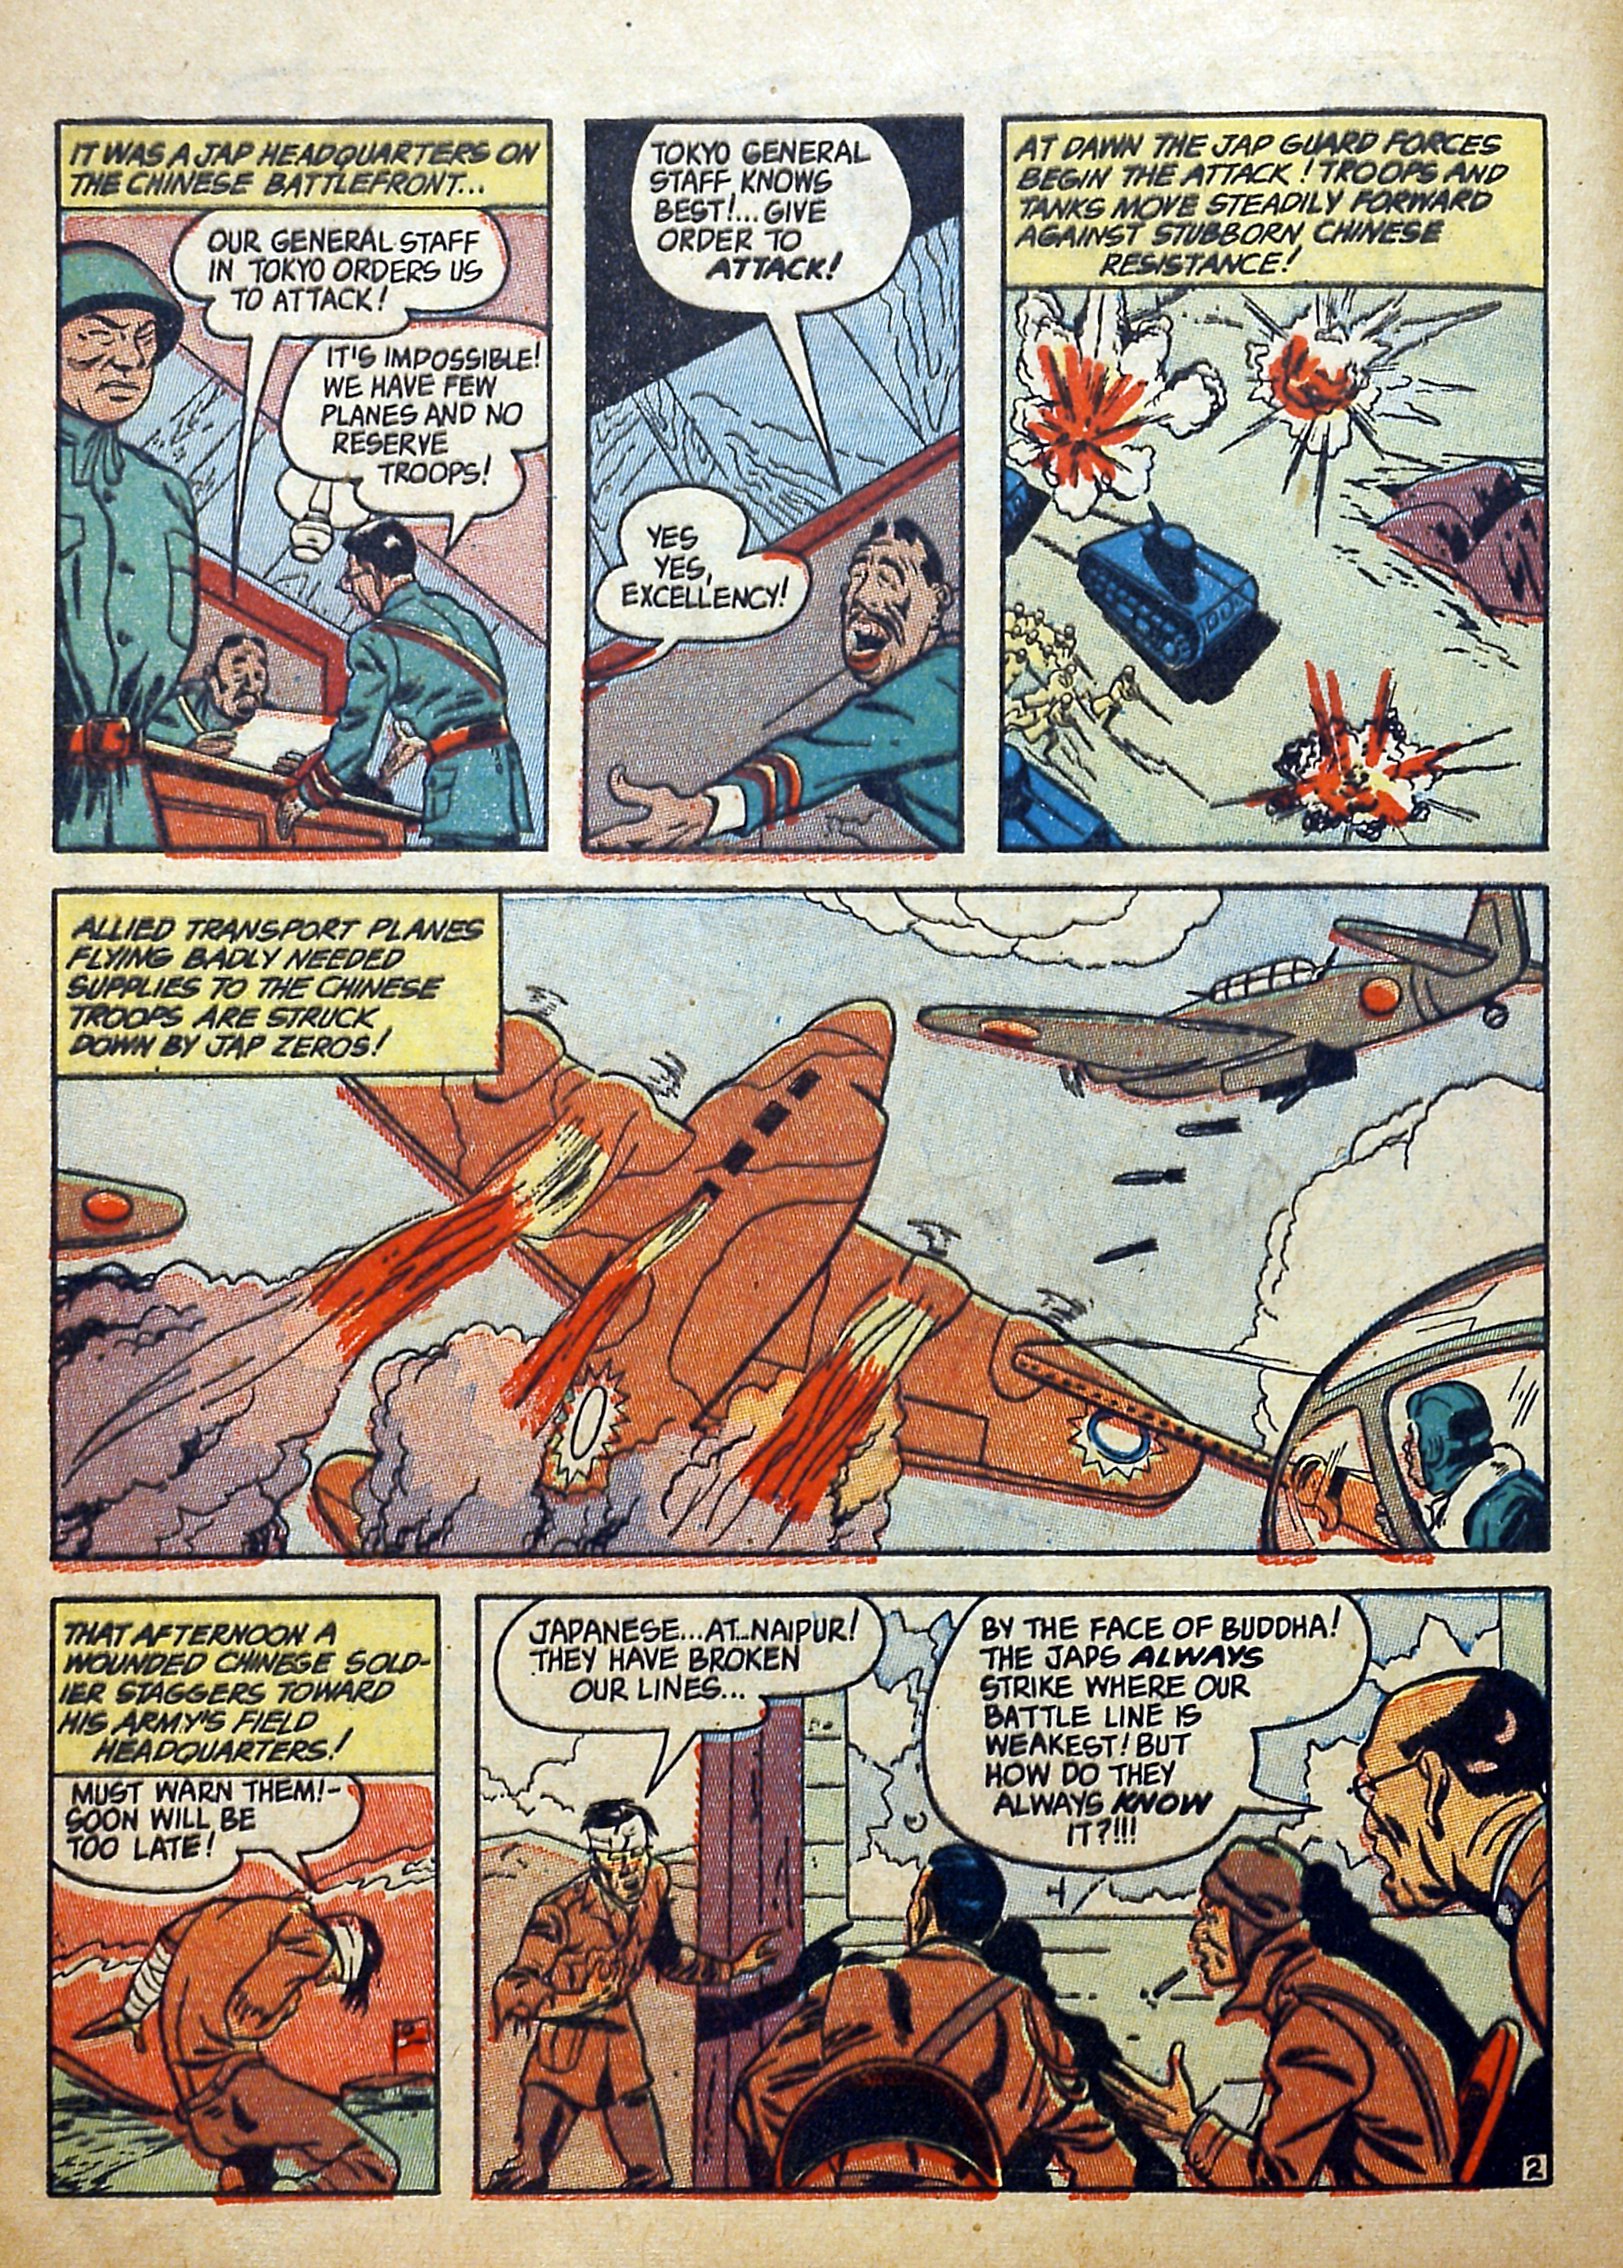 IT WAS A JAP HEADQUARTERS ON
THE CHINESE BATTLEFRONT...
OUR GENERAL STAFF
IN TOKYO ORDERS US
TO ATTACK!
IT'S IMPOSSIBLE!
WE HAVE FEW
PLANES AND NO
RESERVE
TROOPS!
TOKYO GENERAL
STAFF KNOWS
BEST!... GIVE
ORDER TO
ATTACK!
YES
YES,
EXCELLENCY!
AT DAWN THE JAP GUARD FORCES
BEGIN THE ATTACK! TROOPS AND
TANKS MOVE STEADILY FORWARD
AGAINST STUBBORN, CHINESE
RESISTANCE!
ALLIED TRANSPORT PLANES
FLYING BADLY NEEDED
SUPPLIES TO THE CHINESE
TROOPS ARE STRUCK
DOWN BY JAP ZEROS!
THAT AFTERNOON A
WOUNDED CHINESE SOLD-
IER STAGGERS TOWARD
HIS ARMY'S FIELD
HEADQUARTERS!
MUST WARN THEM!-
SOON WILL BE
TOO LATE!
JAPANESE...AT...NAIPUR!
THEY HAVE BROKEN
OUR LINES...
BY THE FACE OF BUDDHA!
THE JAPS ALWAYS
STRIKE WHERE OUR
BATTLE LINE IS
WEAKEST! BUT
HOW DO THEY
ALWAYS KNOW
IT?!!!
2